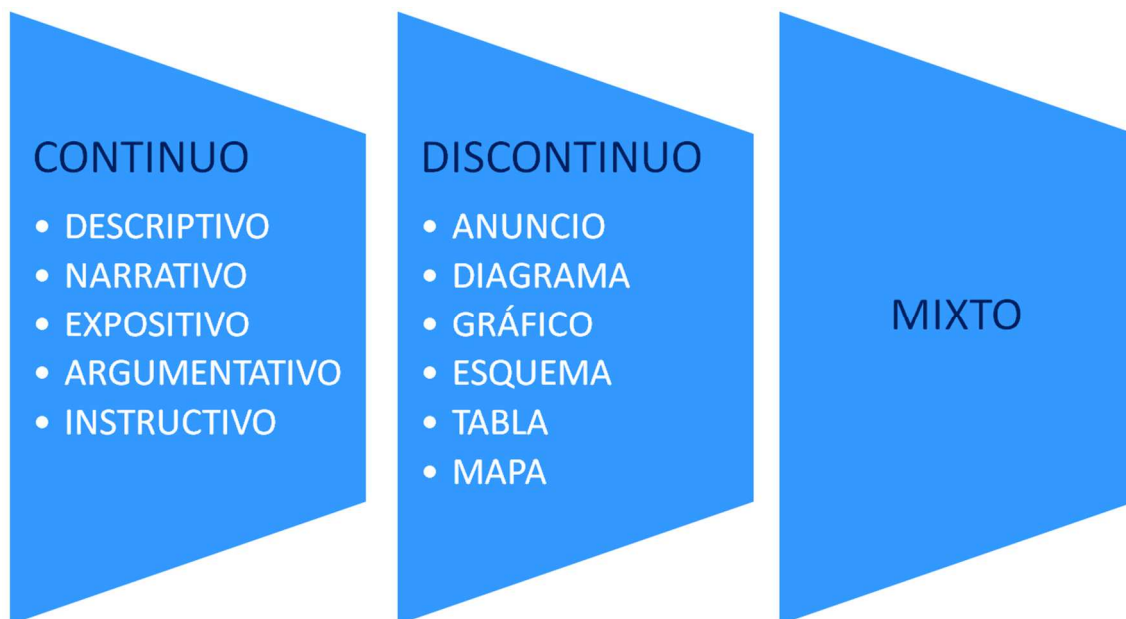 CONTINUO
• DESCRIPTIVO
• NARRATIVO
• EXPOSITIVO
• ARGUMENTATIVO
• INSTRUCTIVO
DISCONTINUO
• ANUNCIO
• DIAGRAMA
• GRÁFICO
• ESQUEMA
• TABLA
• MAPA
MIXTO